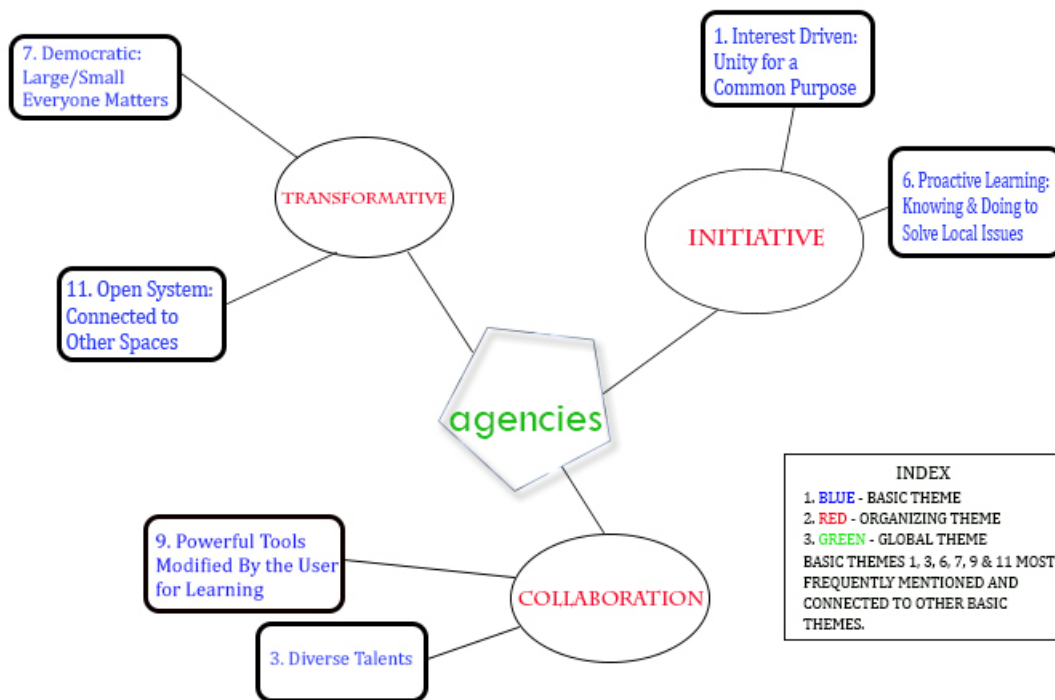 7. Democratic:
Large/Small
Everyone Matters
1. Interest Driven:
Unity for a
Common Purpose
6. Proactive Learning:
Knowing & Doing to
Solve Local Issues
TRANSFORMATIVE
INITIATIVE
11. Open System:
Connected to
Other Spaces
agencies
9. Powerful Tools
Modified By the User
for Learning
COLLABORATION
3. Diverse Talents
INDEX
1. BLUE - BASIC THEME
2. RED - ORGANIZING THEME
3. GREEN - GLOBAL THEME
BASIC THEMES 1, 3, 6, 7, 9 & 11 MOST
FREQUENTLY MENTIONED AND
CONNECTED TO OTHER BASIC
THEMES.